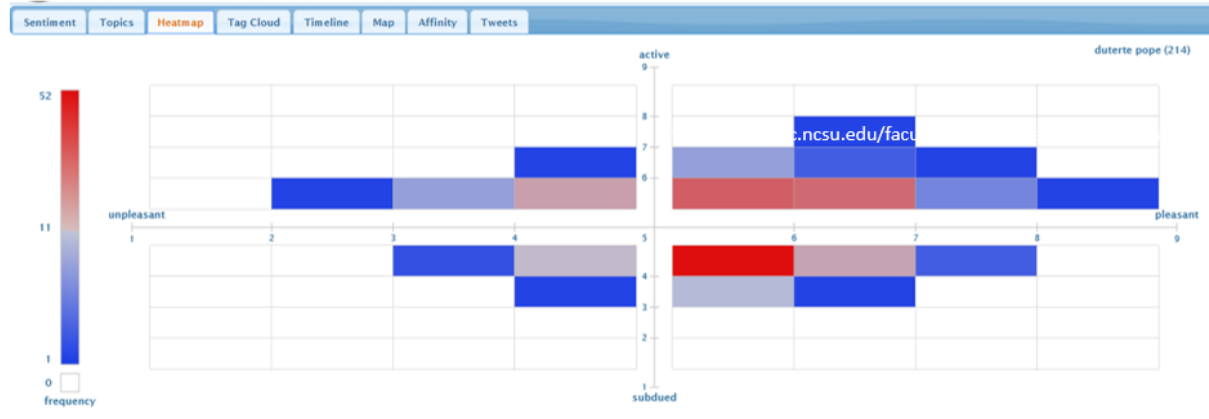 Sentiment Topics Heatmap Tag Cloud Timeline Map Affinity Tweets
duterte pope (214)
active
9
52
8
c.ncsu.edu/facu
7
6
unpleasant
pleasant
11
1 2 3 4 5 6 7 8 9
4
3
2
1
0
1
subdued
frequency